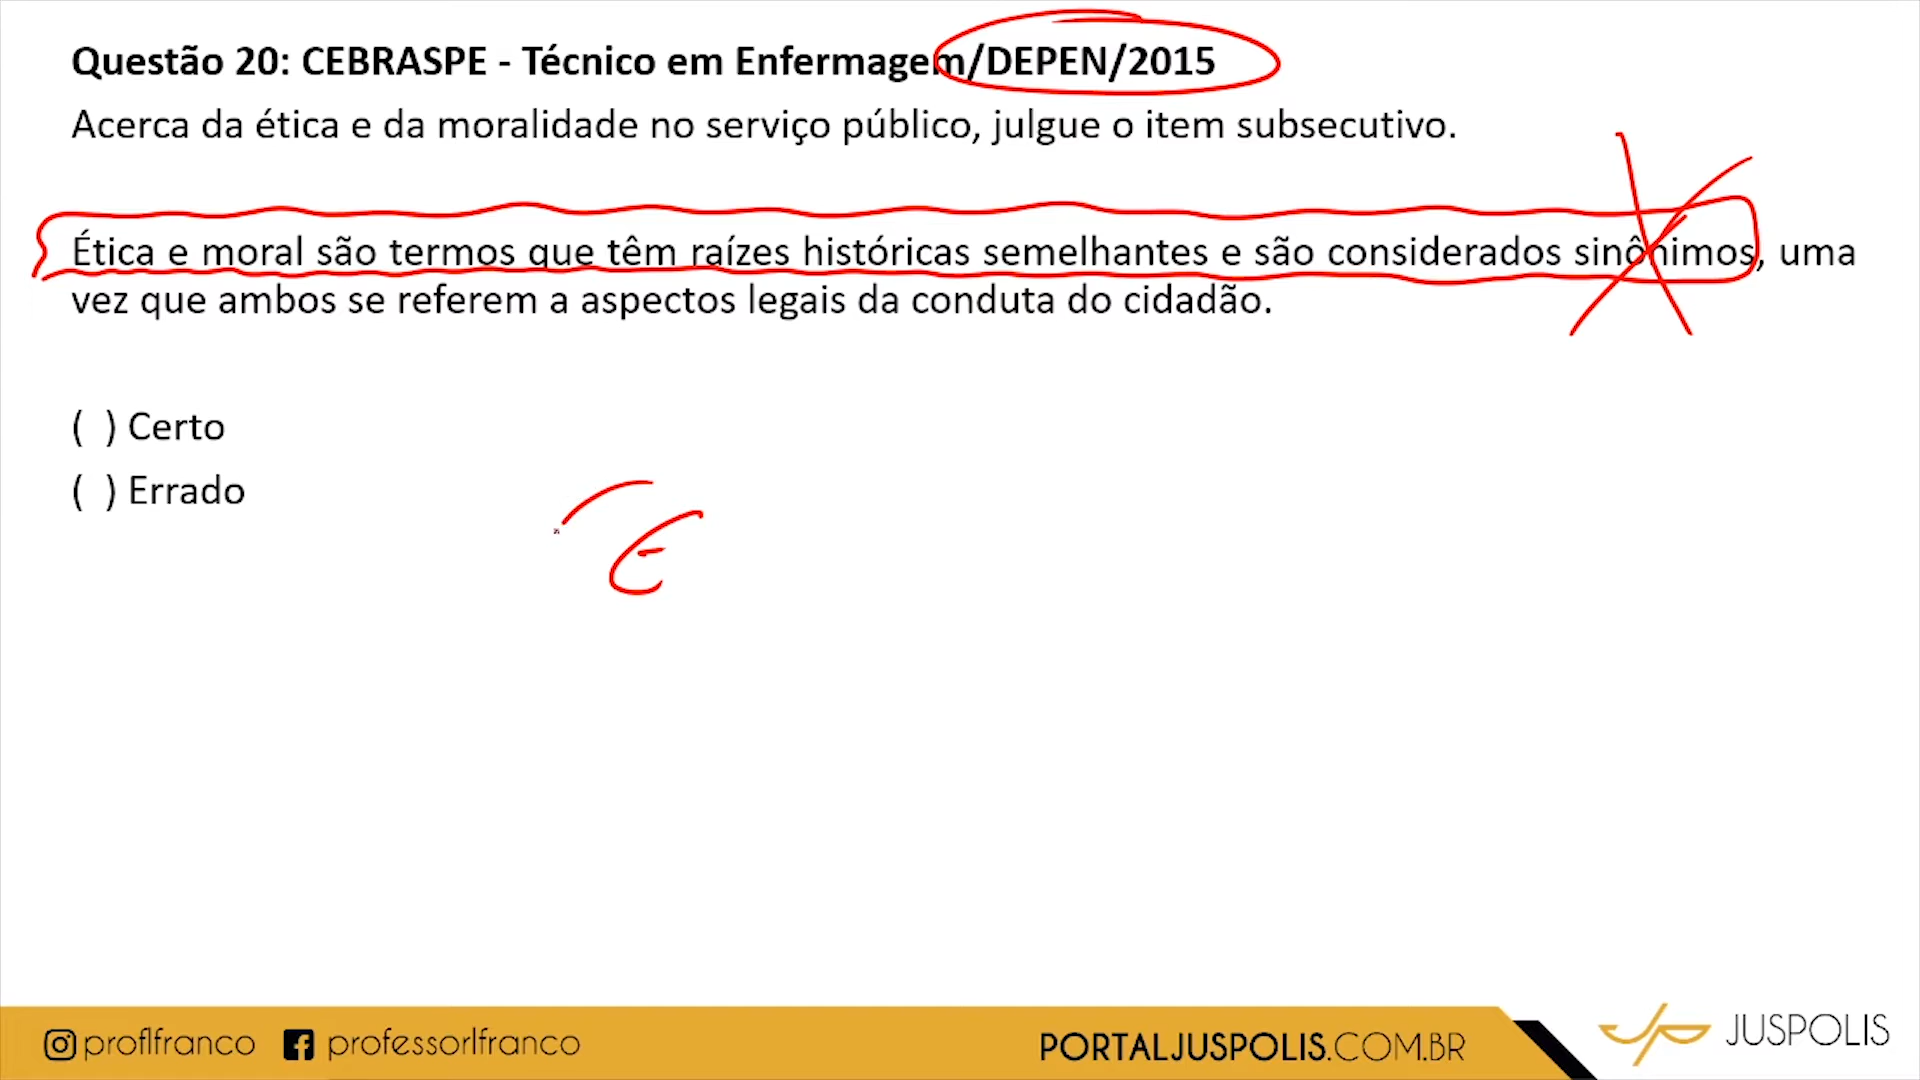 Questão 20: CEBRASPE - Técnico em Enfermagem/DEPEN/2015
Acerca da ética e da moralidade no serviço público, julgue o item subsecutivo.
Ética e moral são termos que têm raízes históricas semelhantes e são considerados sinônimos, uma
vez que ambos se referem a aspectos legais da conduta do cidadão.
( ) Certo
( ) Errado
E
proflfranco professorlfranco PORTALJUSPOLIS.COM.BR JUSPOLIS